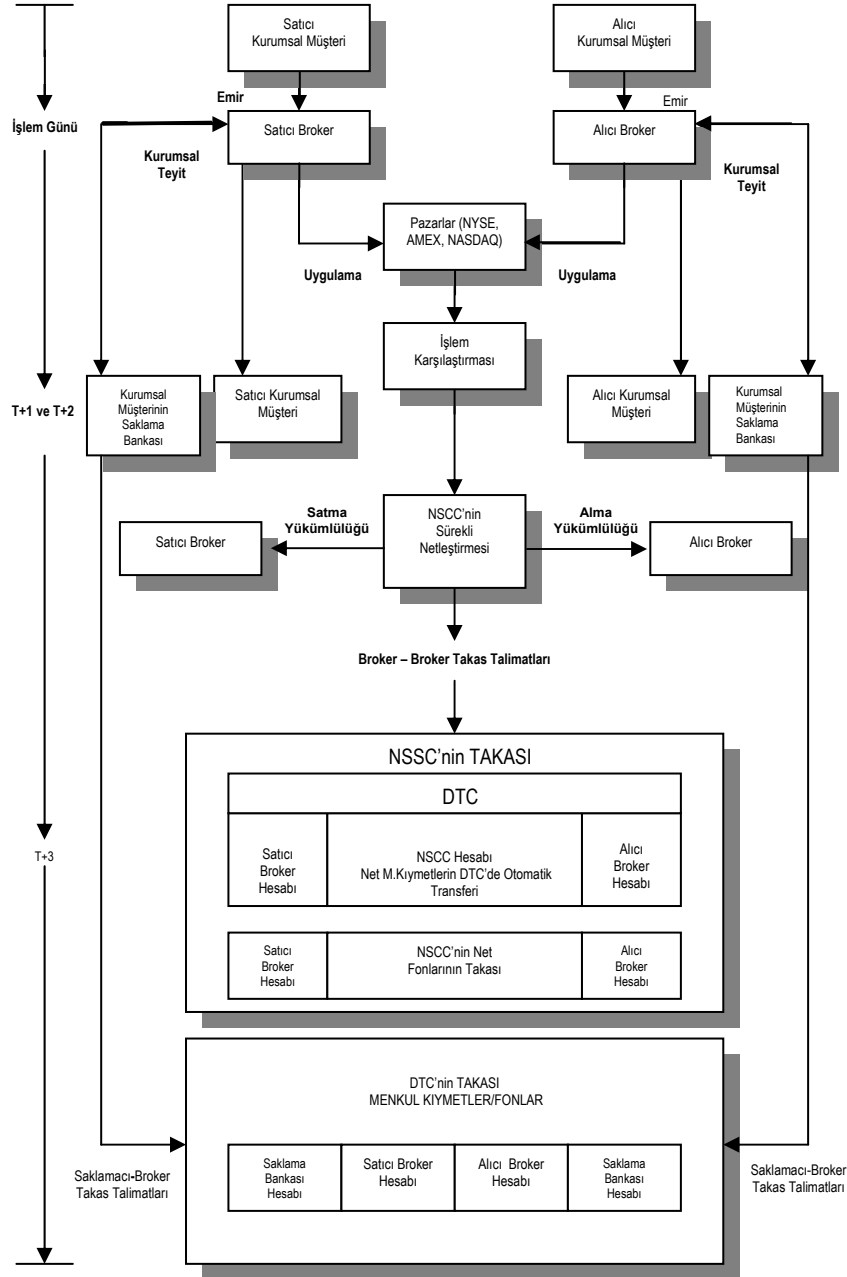 Satıcı
Kurumsal Müşteri
Alıcı
Kurumsal Müşteri
Emir
Emir
İşlem Günü
Satıcı Broker
Alıcı Broker
Kurumsal
Teyit
Kurumsal
Teyit
Pazarlar (NYSE,
AMEX, NASDAQ)
Uygulama
Uygulama
İşlem
Karşılaştırması
T+1 ve T+2
Kurumsal
Müşterinin
Saklama
Bankası
Satıcı Kurumsal
Müşteri
Alıcı Kurumsal
Müşteri
Kurumsal
Müşterinin
Saklama
Bankası
Satma
Yükümlülüğü
NSCC’nin
Sürekli
Netleştirmesi
Alma
Yükümlülüğü
Satıcı Broker
Alıcı Broker
Broker – Broker Takas Talimatları
NSSC’nin TAKASI
DTC
T+3
Satıcı
Broker
Hesabı
NSCC Hesabı
Net M.Kıymetlerin DTC’de Otomatik
Transferi
Alıcı
Broker
Hesabı
Satıcı
Broker
Hesabı
NSCC’nin Net
Fonlarının Takası
Alıcı
Broker
Hesabı
DTC’nin TAKASI
MENKUL KIYMETLER/FONLAR
Saklamacı-Broker
Takas Talimatları
Saklama
Bankası
Hesabı
Satıcı Broker
Hesabı
Alıcı Broker
Hesabı
Saklama
Bankası
Hesabı
Saklamacı-Broker
Takas Talimatları